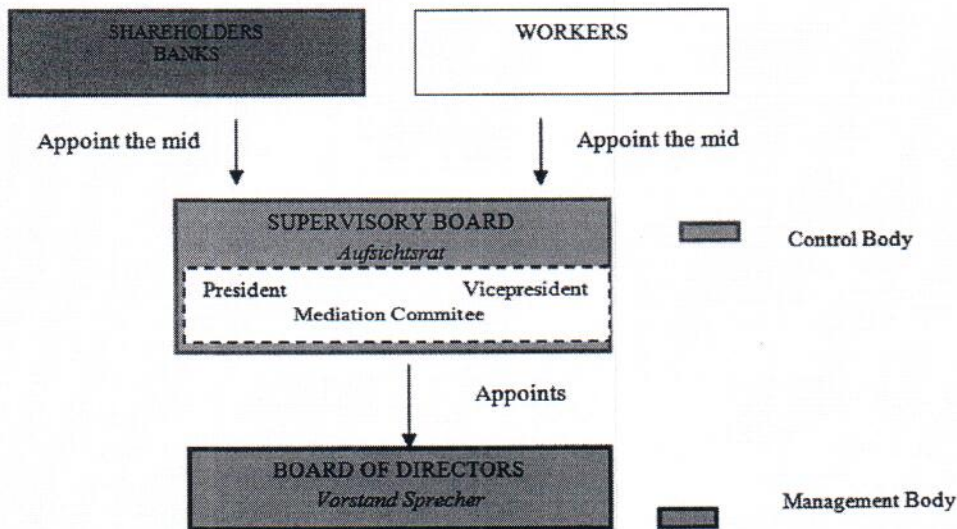 SHAREHOLDERS
BANKS
WORKERS
Appoint the mid
Appoint the mid
SUPERVISORY BOARD
Aufsichtsrat
Control Body
President Vicepresident
Mediation Commitee
Appoints
BOARD OF DIRECTORS
Vorstand Sprecher
Management Body